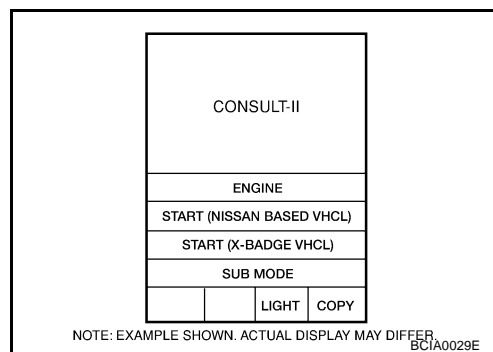 CONSULT-II
ENGINE
START (NISSAN BASED VHCL)
START (X-BADGE VHCL)
SUB MODE
LIGHT COPY
NOTE: EXAMPLE SHOWN. ACTUAL DISPLAY MAY DIFFER.
BCIA0029E